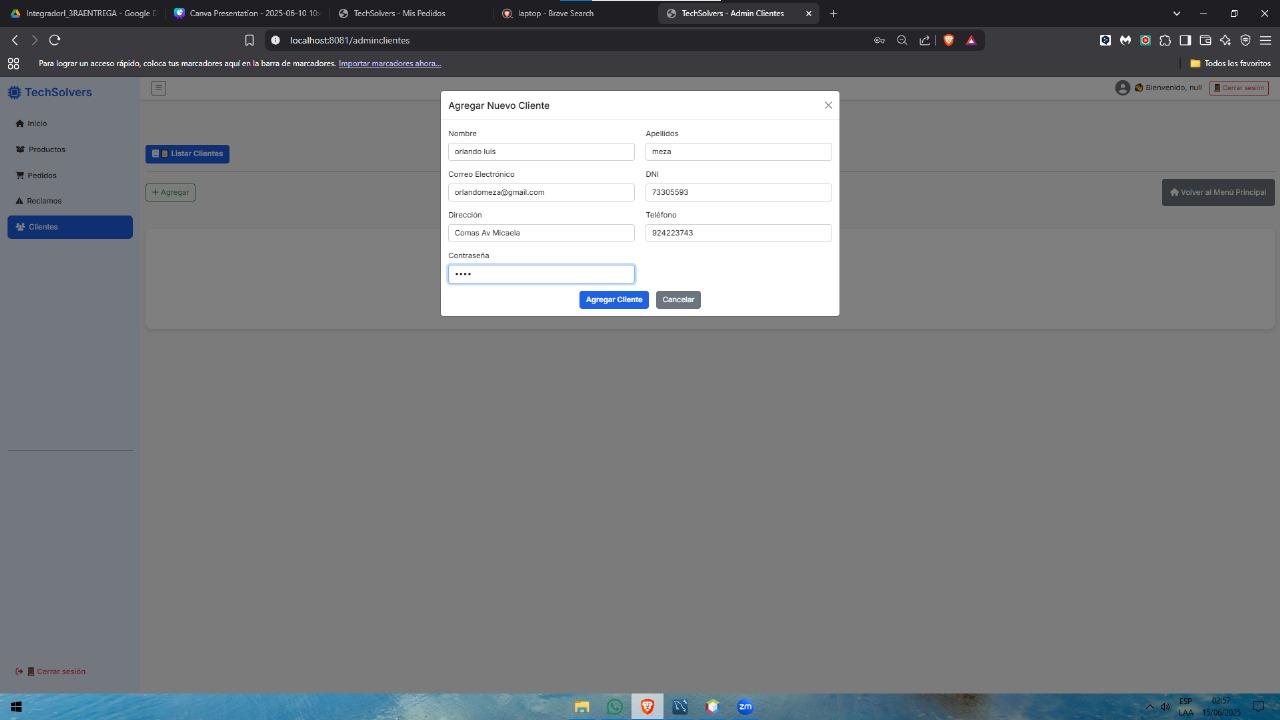 IntegradorI_3RAENTREGA - Google D
Canva Presentation - 2025-06-10 10:
TechSolvers - Mis Pedidos
laptop - Brave Search
TechSolvers - Admin Clientes
localhost:8081/adminclientes
Para lograr un acceso rápido, coloca tus marcadores aquí en la barra de marcadores. Importar marcadores ahora...
Todos los favoritos
TechSolvers
Bienvenido, null
Cerrar sesión
Inicio
Productos
Pedidos
Reclamos
Clientes
Listar Clientes
+ Agregar
Volver al Menú Principal
Agregar Nuevo Cliente
Nombre
Apellidos
orlando luis
meza
Correo Electrónico
DNI
orlandomeza@gmail.com
73305593
Dirección
Teléfono
Comas Av Micaela
924223743
Contraseña
••••
Agregar Cliente
Cancelar
Cerrar sesión
zm
ESP
LAA
02:57
15/06/2025